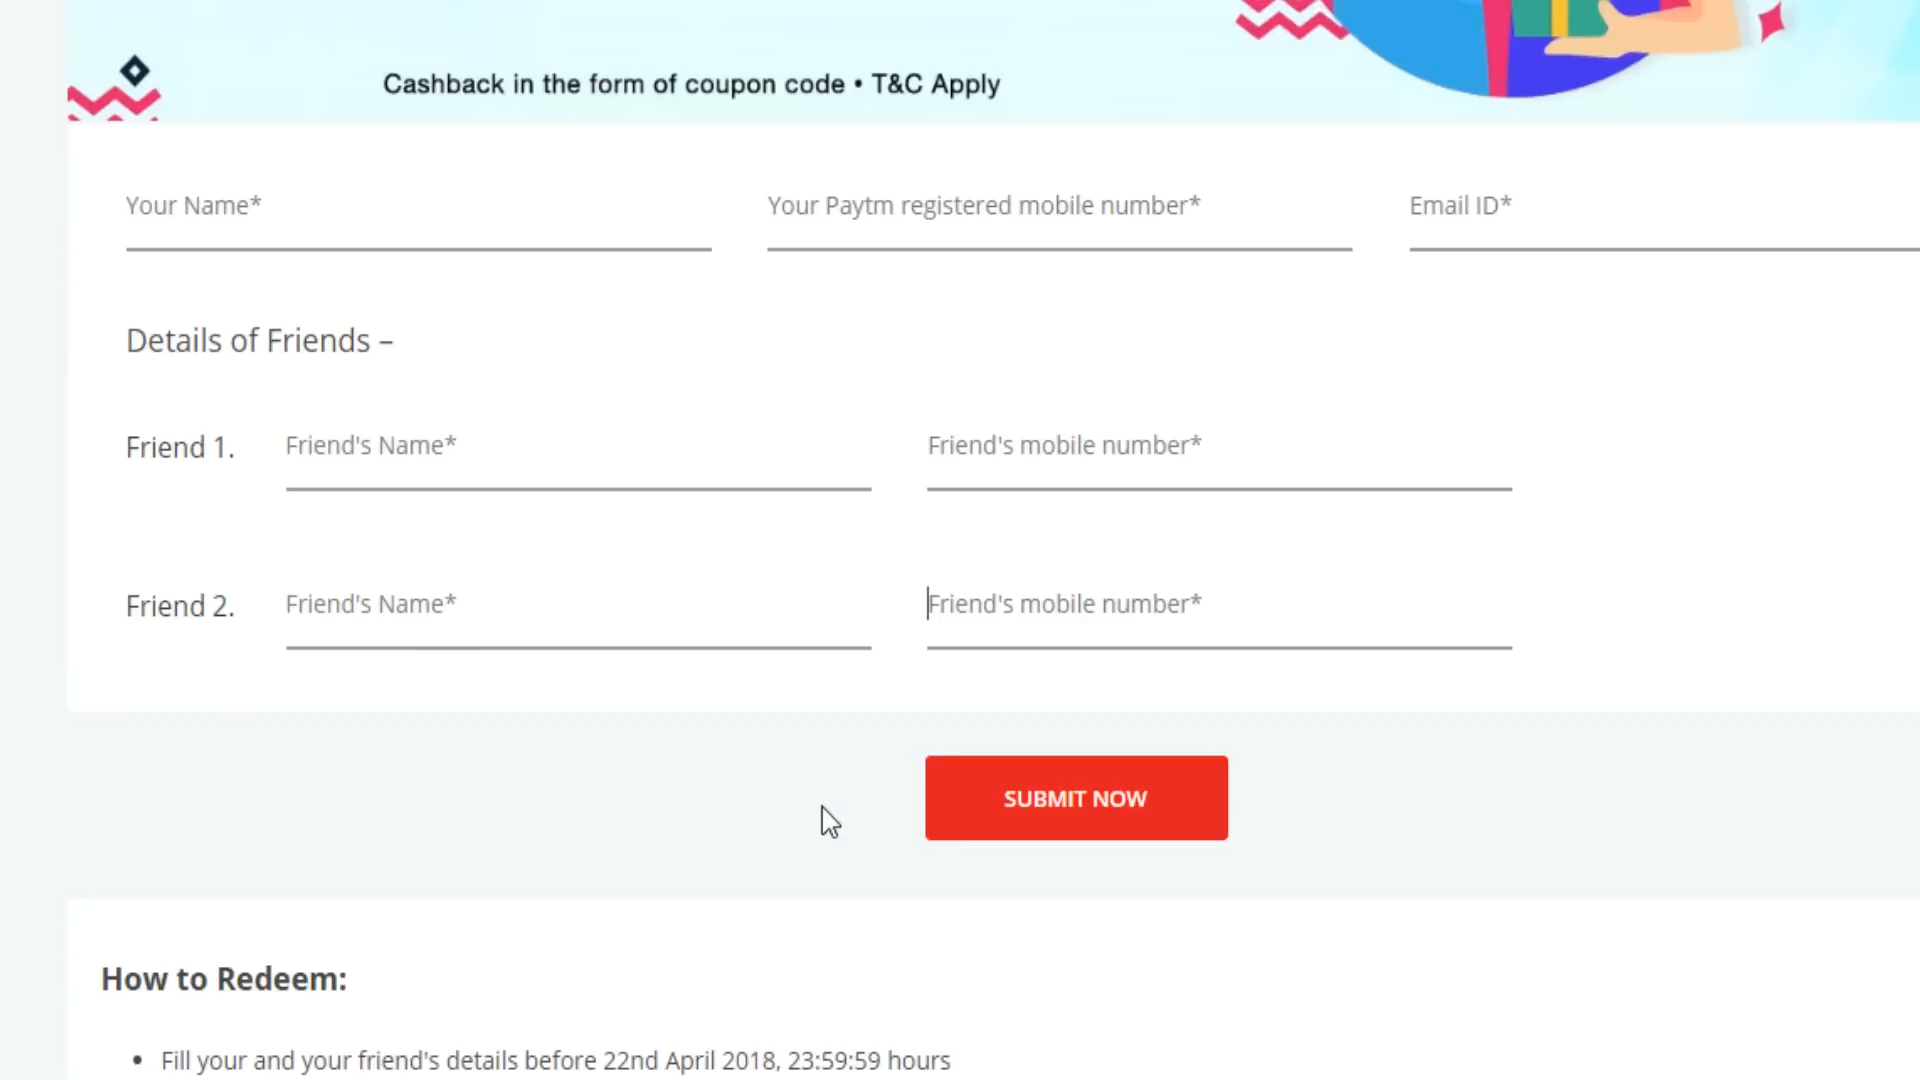 Cashback in the form of coupon code • T&C Apply
Your Name* Your Paytm registered mobile number* Email ID*
Details of Friends –
Friend 1. Friend's Name* Friend's mobile number*
Friend 2. Friend's Name* Friend's mobile number*
SUBMIT NOW
How to Redeem:
• Fill your and your friend's details before 22nd April 2018, 23:59:59 hours